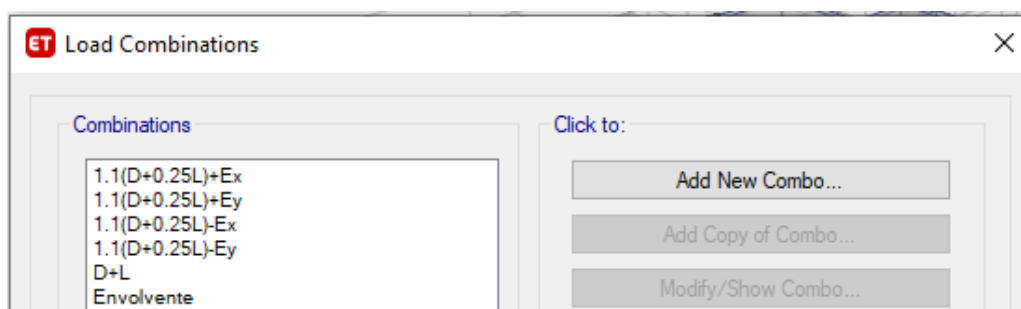 ET Load Combinations
Combinations
1.1(D+0.25L)+Ex
1.1(D+0.25L)+Ey
1.1(D+0.25L)-Ex
1.1(D+0.25L)-Ey
D+L
Envolvente
Click to:
Add New Combo...
Add Copy of Combo...
Modify/Show Combo...